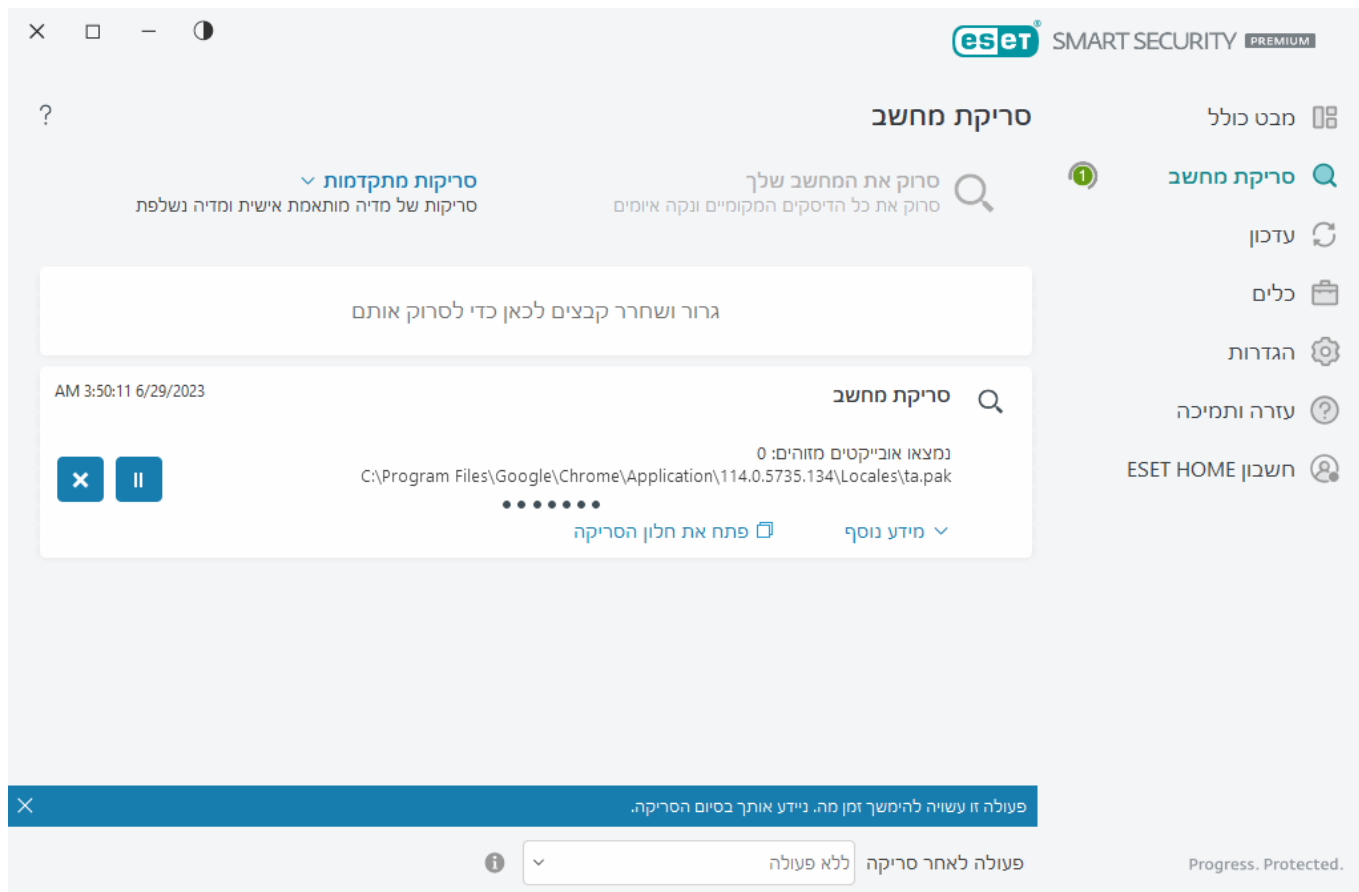 eset® SMART SECURITY PREMIUM
מבט כולל
סריקת מחשב
1
עדכון
כלים
הגדרות
עזרה ותמיכה
חשבון ESET HOME
Progress. Protected.
סריקת מחשב
?
סרוק את המחשב שלך
סרוק את כל הדיסקים המקומיים ונקה איומים
סריקות מתקדמות
סריקות של מדיה מותאמת אישית ומדיה נשלפת
גרור ושחרר קבצים לכאן כדי לסרוק אותם
סריקת מחשב
AM 3:50:11 6/29/2023
נמצאו אובייקטים מזוהים: 0
C:\Program Files\Google\Chrome\Application\114.0.5735.134\Locales\ta.pak
מידע נוסף
פתח את חלון הסריקה
פעולה זו עשויה להימשך זמן מה. ניידע אותך בסיום הסריקה.
פעולה לאחר סריקה
ללא פעולה